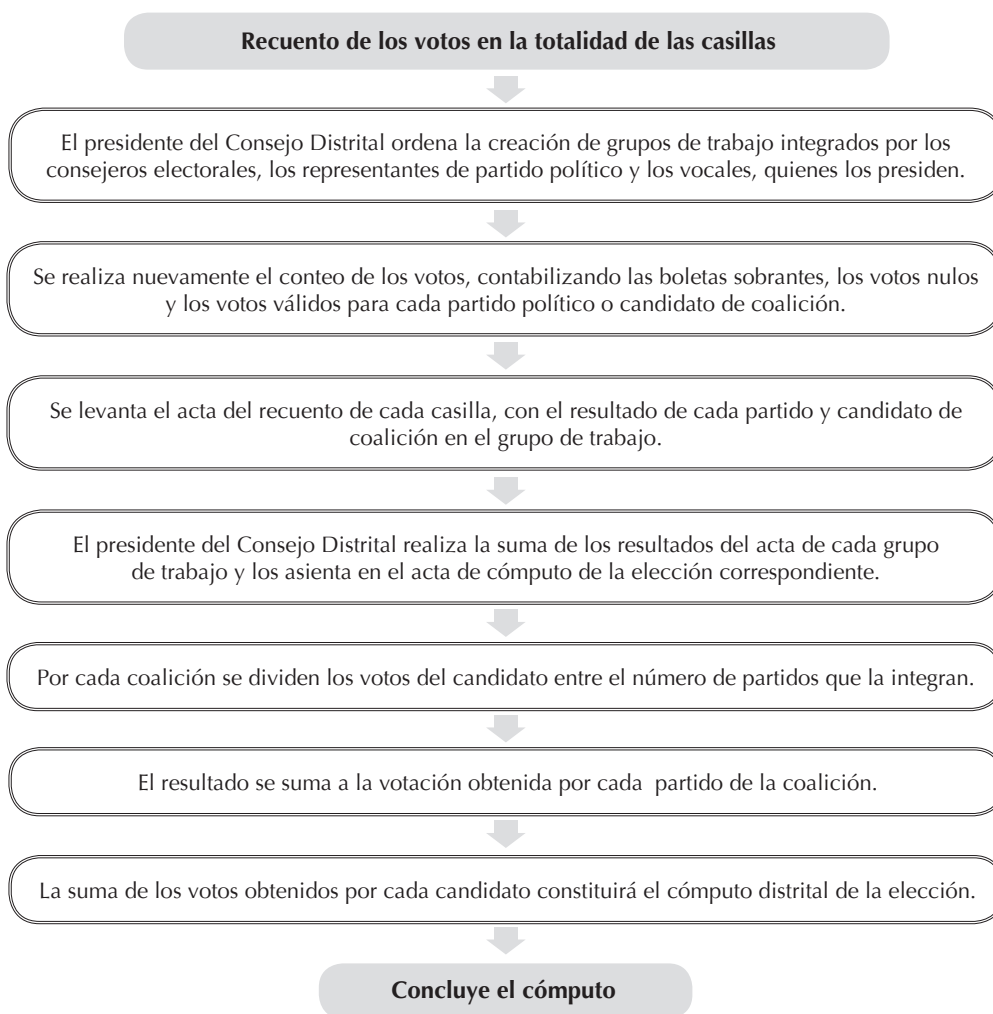 Recuento de los votos en la totalidad de las casillas
El presidente del Consejo Distrital ordena la creación de grupos de trabajo integrados por los
consejeros electorales, los representantes de partido político y los vocales, quienes los presiden.
Se realiza nuevamente el conteo de los votos, contabilizando las boletas sobrantes, los votos nulos
y los votos válidos para cada partido político o candidato de coalición.
Se levanta el acta del recuento de cada casilla, con el resultado de cada partido y candidato de
coalición en el grupo de trabajo.
El presidente del Consejo Distrital realiza la suma de los resultados del acta de cada grupo
de trabajo y los asienta en el acta de cómputo de la elección correspondiente.
Por cada coalición se dividen los votos del candidato entre el número de partidos que la integran.
El resultado se suma a la votación obtenida por cada partido de la coalición.
La suma de los votos obtenidos por cada candidato constituirá el cómputo distrital de la elección.
Concluye el cómputo